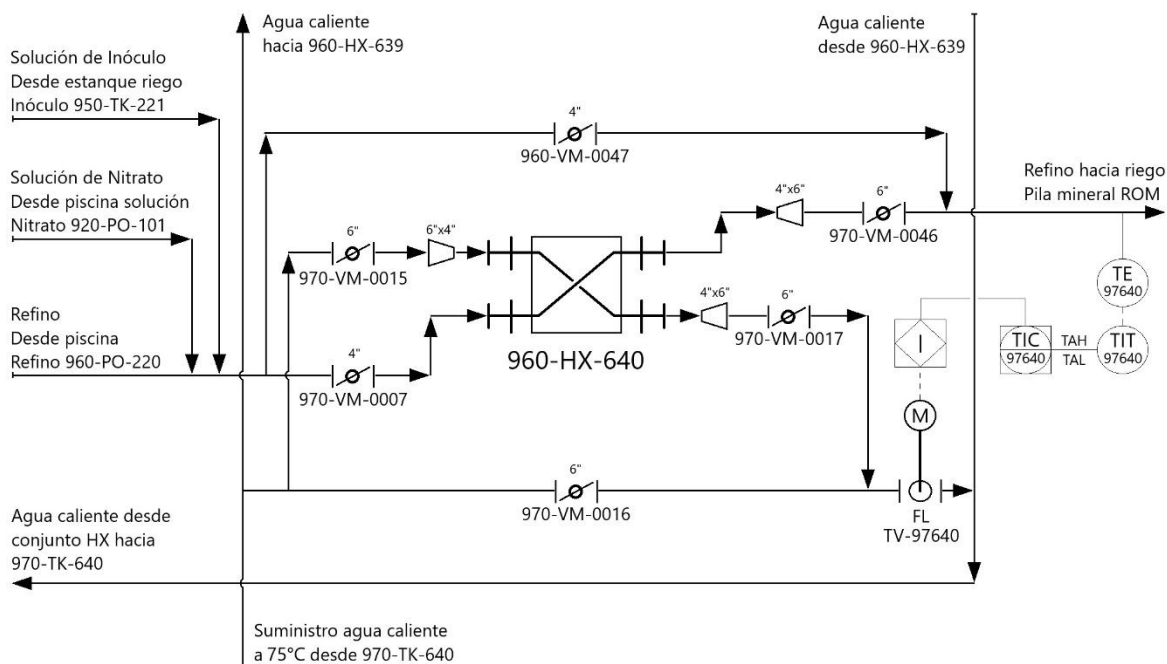 Agua caliente
hacia 960-HX-639
Agua caliente
desde 960-HX-639
Solución de Inóculo
Desde estanque riego
Inóculo 950-TK-221
4"
960-VM-0047
Solución de Nitrato
Desde piscina solución
Nitrato 920-PO-101
Refino hacia riego
Pila mineral ROM
4"x6"
6"
970-VM-0046
6"
6"x4"
970-VM-0015
TE
97640
4"x6"
6"
970-VM-0017
Refino
Desde piscina
Refino 960-PO-220
960-HX-640
I
TIC
97640
TAH
TAL
TIT
97640
4"
970-VM-0007
M
6"
970-VM-0016
FL
TV-97640
Agua caliente desde
conjunto HX hacia
970-TK-640
Suministro agua caliente
a 75°C desde 970-TK-640